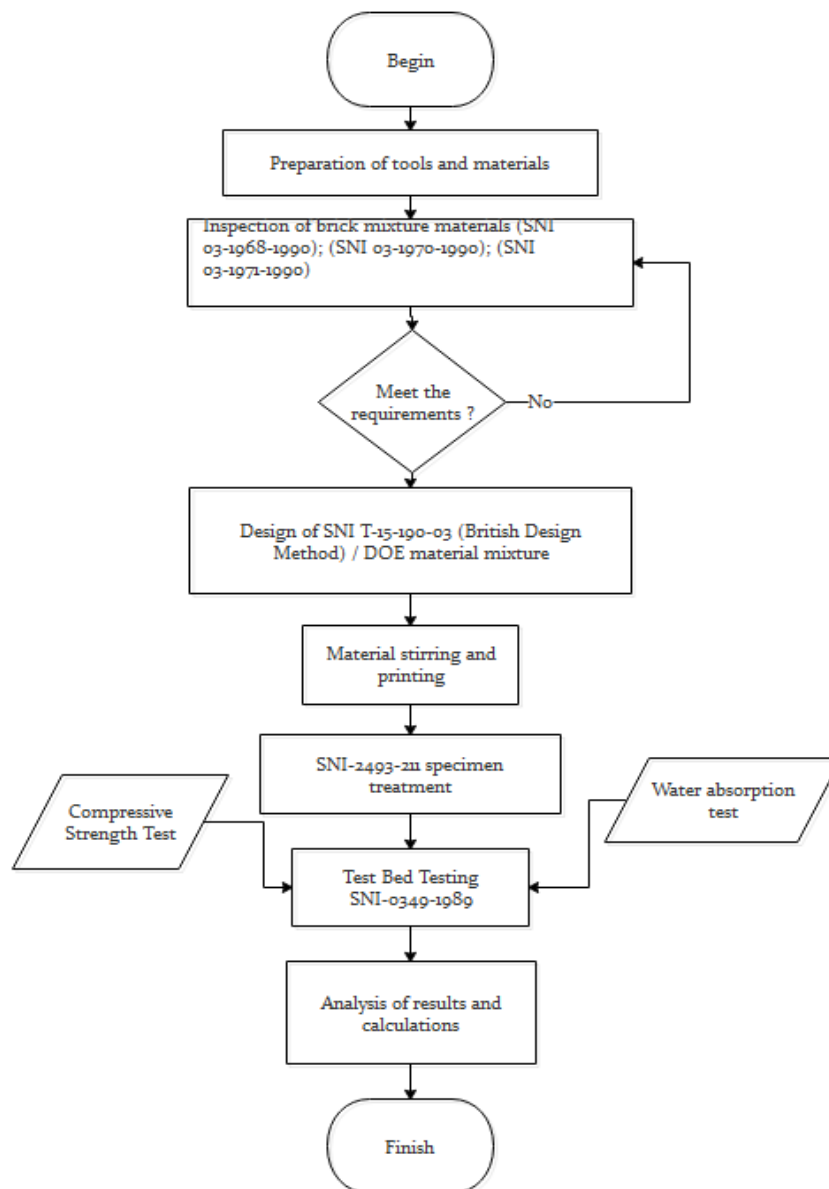 Begin
Preparation of tools and materials
Inspection of brick mixture materials (SNI
03-1968-1990); (SNI 03-1970-1990); (SNI
03-1971-1990)
Meet the
requirements ?
No
Design of SNI T-15-190-03 (British Design
Method) / DOE material mixture
Material stirring and
printing
SNI-2493-211 specimen
treatment
Compressive
Strength Test
Water absorption
test
Test Bed Testing
SNI-0349-1989
Analysis of results and
calculations
Finish